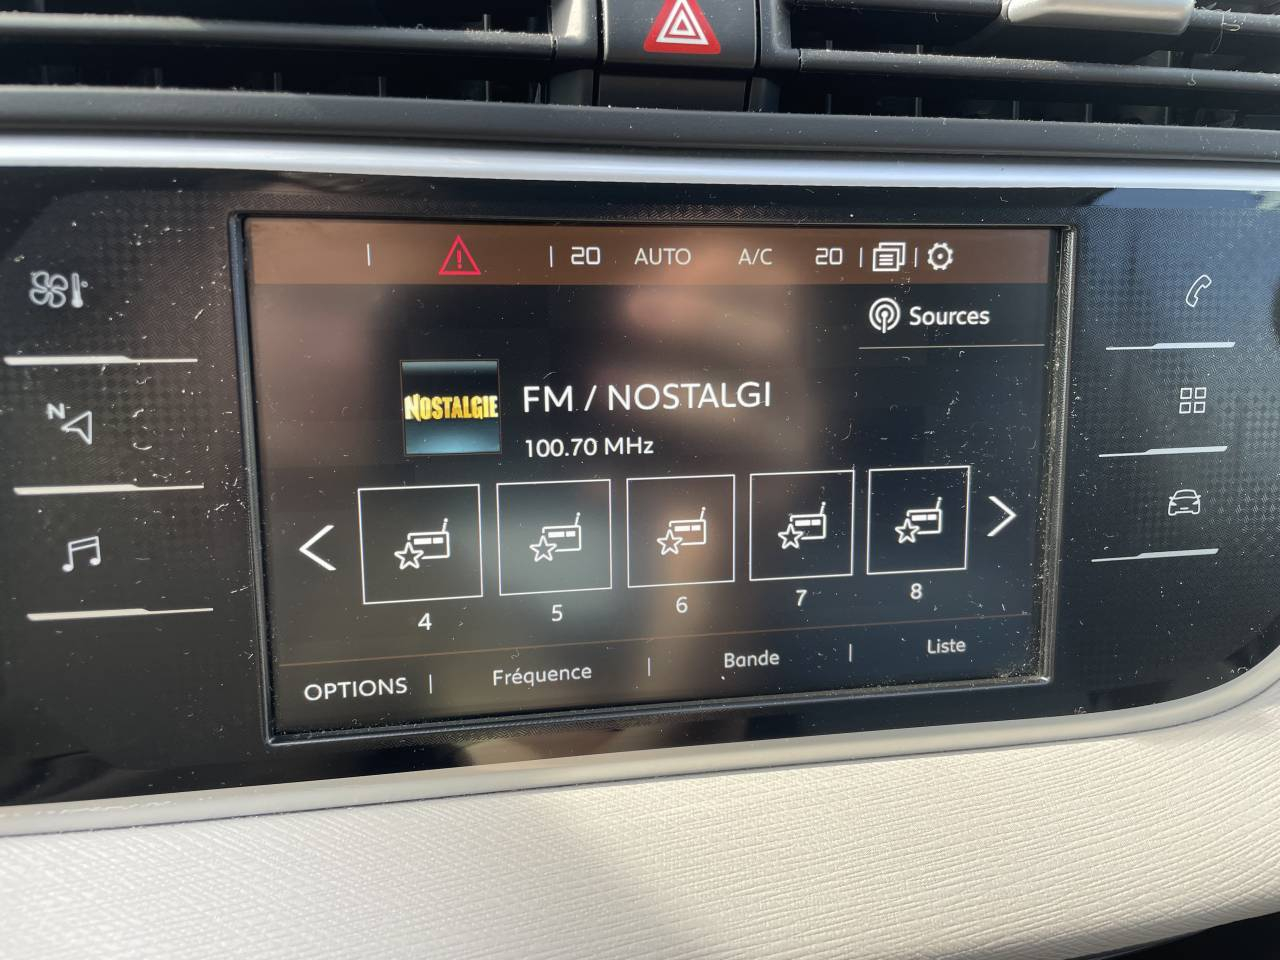 20 AUTO A/C 20
Sources
NOSTALGIE
FM / NOSTALGI
100.70 MHz
N
4 5 6 7 8
OPTIONS Fréquence Bande Liste